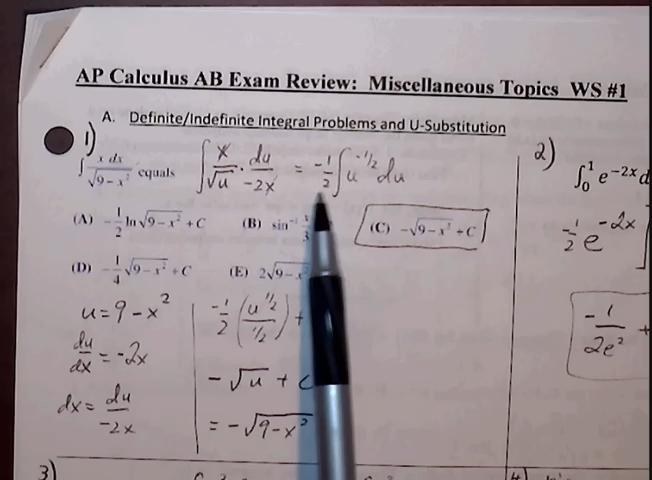 AP Calculus AB Exam Review: Miscellaneous Topics WS #1
A. Definite/Indefinite Integral Problems and U-Substitution
1)
∫ x dx / √(9 − x²) equals
∫ x/√u · du/−2x = −1/2 ∫ u^(−1/2) du
(A) −1/2 ln √(9 − x²) + C
(B) sin⁻¹ x/3
(C) −√(9 − x²) + C
(D) −1/4 √(9 − x²) + C
(E) 2√(9 −
u = 9 − x²
du/dx = −2x
dx = du/−2x
−1/2 (u^(1/2) / 1/2) +
− √u + C
= −√(9−x²)
2)
∫₀¹ e^(−2x) d
−1/2 e^(−2x) ]
−1/2e² +
3)